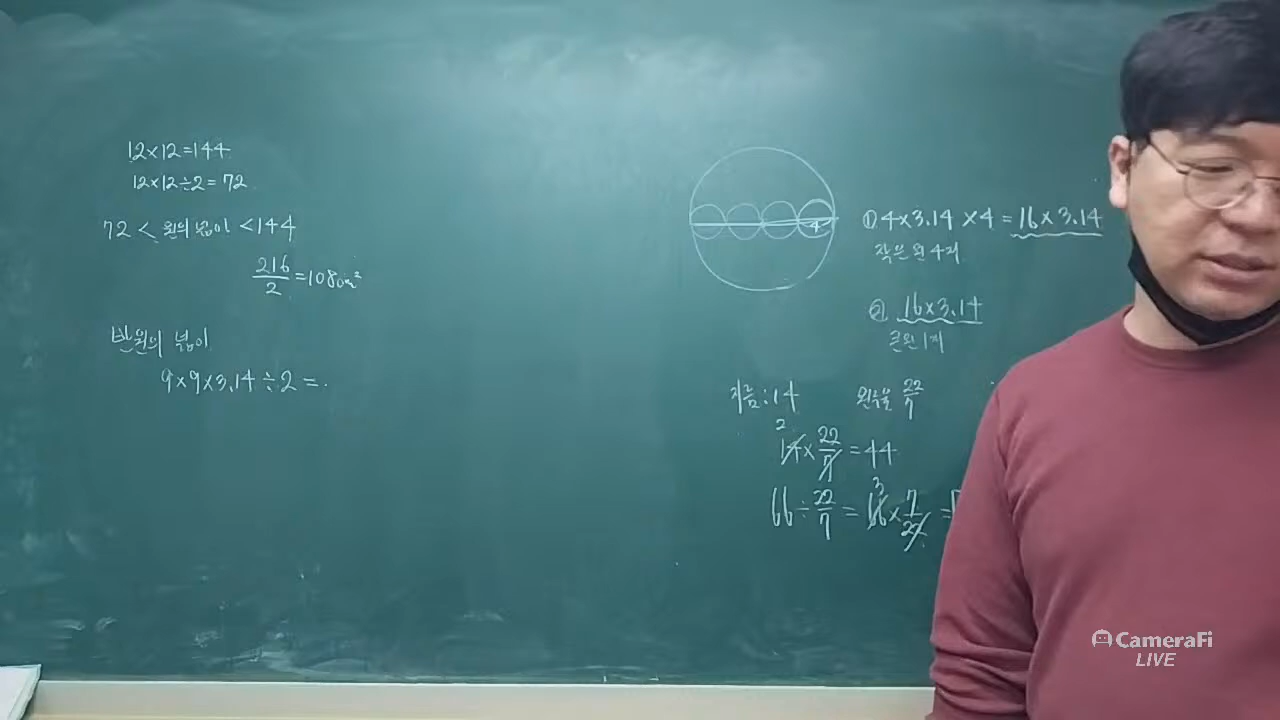 12×12=144
12×12÷2=72
72 < 원의 넓이 < 144
216/2 = 108cm²
반원의 넓이
9×9×3.14÷2=
4
① 4×3.14×4=16×3.14
작은 원 4개
② 16×3.14
큰 원 1개
지름:14 원주율 22/7
2
14×22/7=44
3
66÷22/7=66×7/22=
CameraFi
LIVE